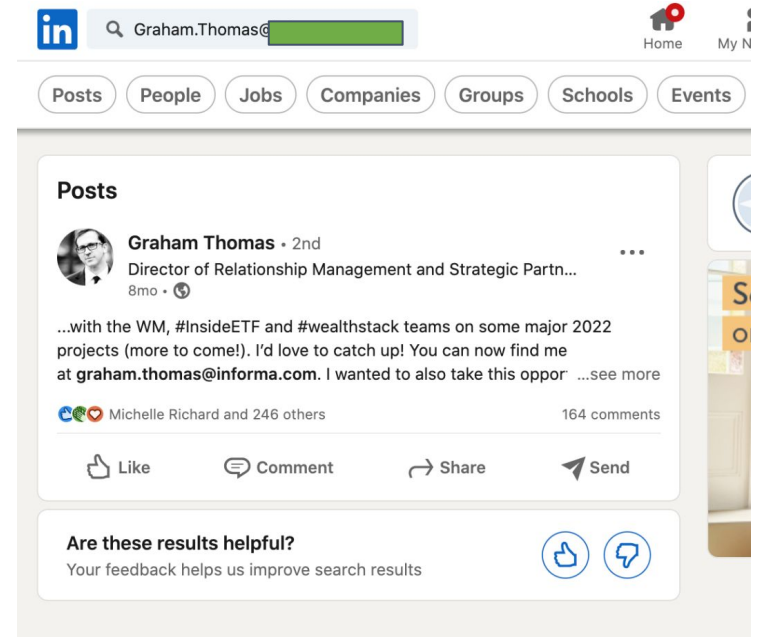 in
Graham.Thomas@
Home
My N
Posts
People
Jobs
Companies
Groups
Schools
Events
Posts
Graham Thomas • 2nd
Director of Relationship Management and Strategic Partn...
8mo •
...with the WM, #InsideETF and #wealthstack teams on some major 2022
projects (more to come!). I'd love to catch up! You can now find me
at graham.thomas@informa.com. I wanted to also take this oppor ...see more
Michelle Richard and 246 others
164 comments
Like
Comment
Share
Send
Are these results helpful?
Your feedback helps us improve search results